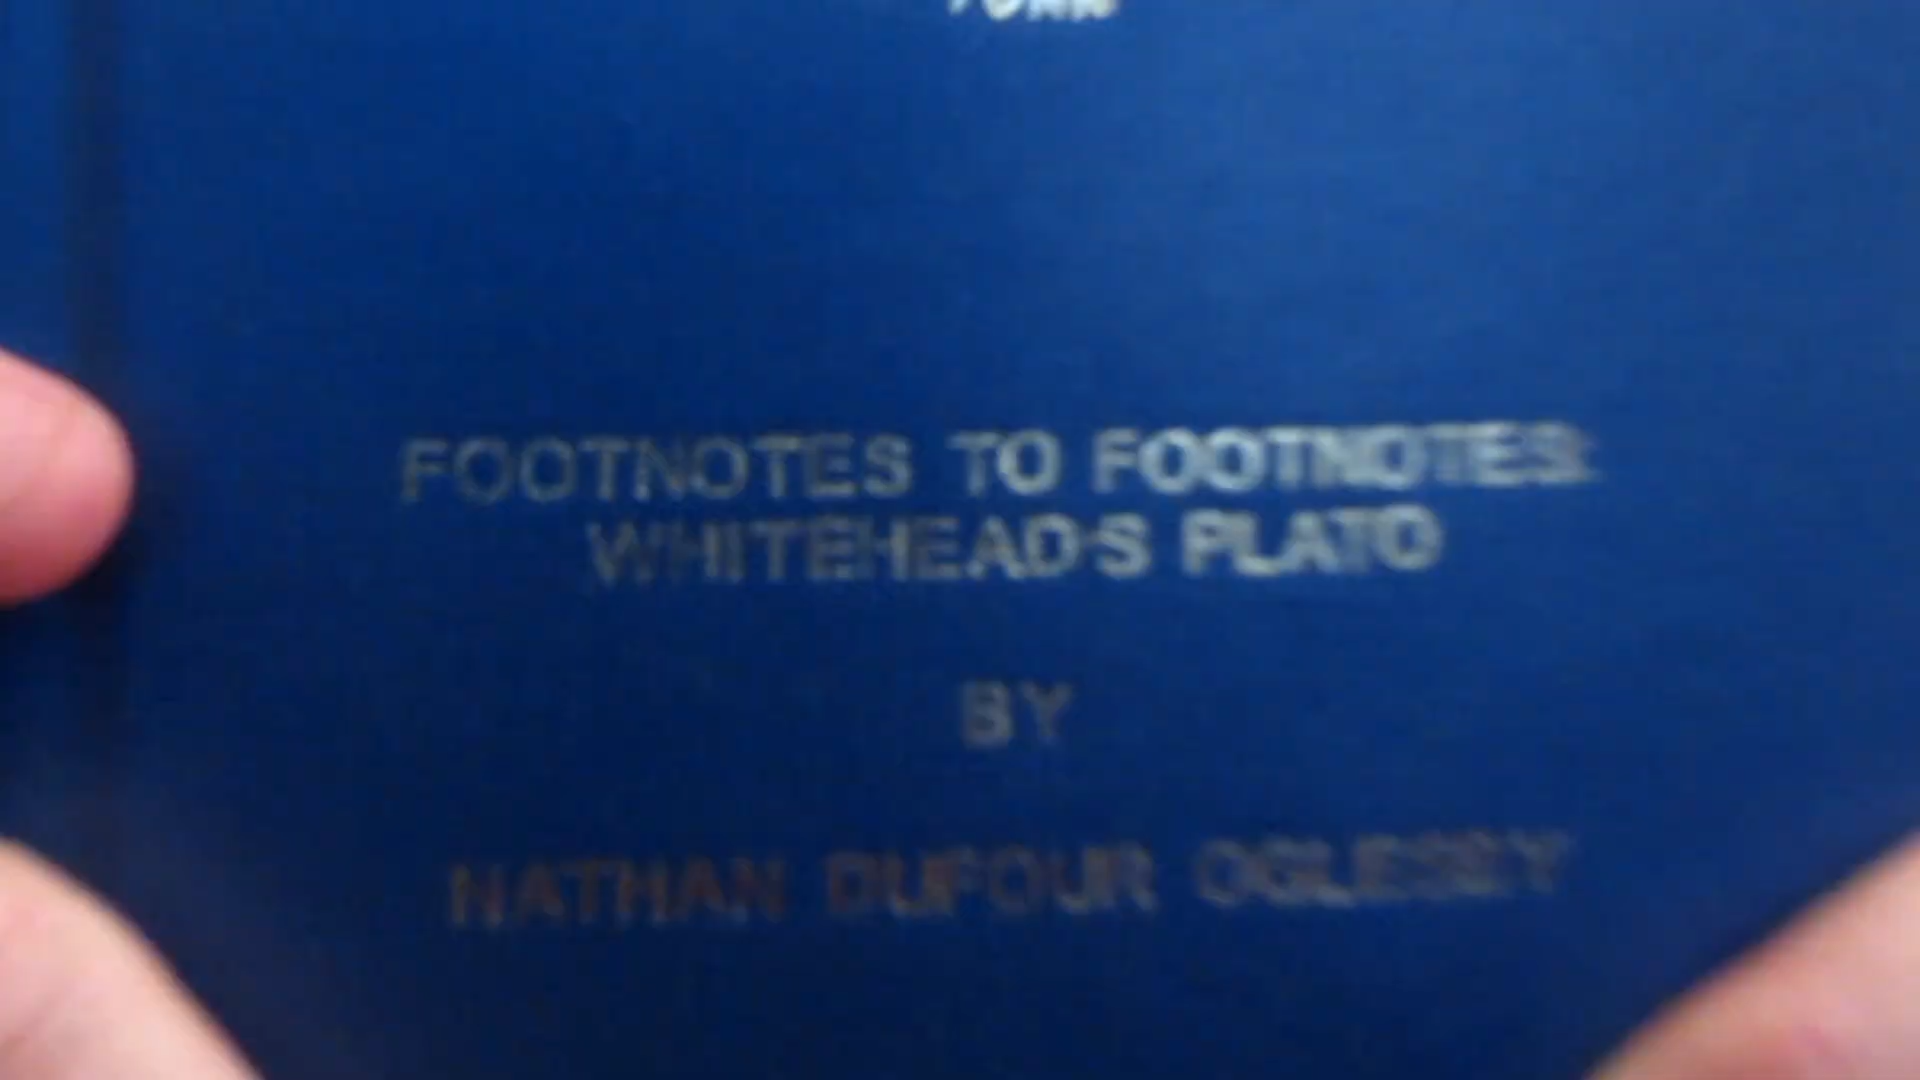 FOOTNOTES TO FOOTNOTES:
WHITEHEAD'S PLATO
BY
NATHAN DUFOUR OGLESBY